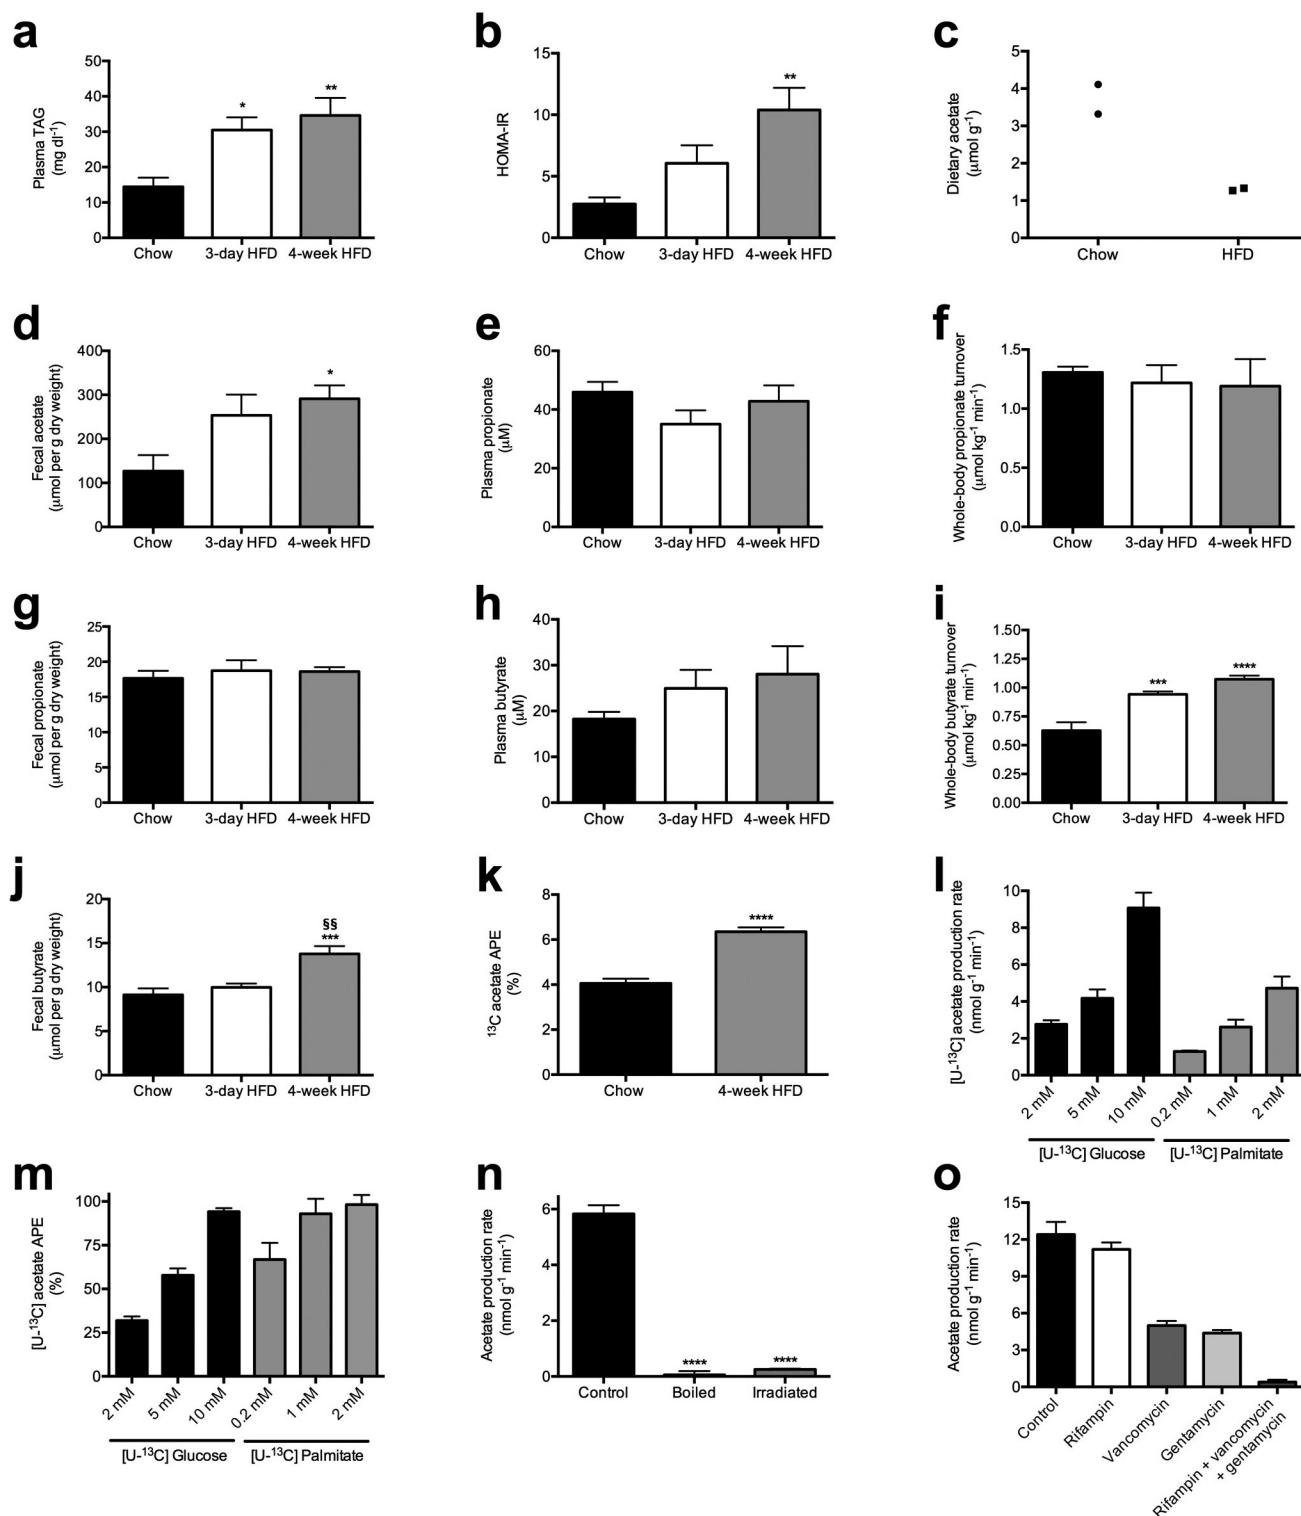 a
Plasma TAG
(mg dl⁻¹)
50
40
30
20
10
0
*
**
Chow
3-day HFD
4-week HFD
b
HOMA-IR
15
10
5
0
**
Chow
3-day HFD
4-week HFD
c
Dietary acetate
(μmol g⁻¹)
5
4
3
2
1
0
Chow
HFD
d
Fecal acetate
(μmol per g dry weight)
400
300
200
100
0
*
Chow
3-day HFD
4-week HFD
e
Plasma propionate
(μM)
60
40
20
0
Chow
3-day HFD
4-week HFD
f
Whole-body propionate turnover
(μmol kg⁻¹ min⁻¹)
1.5
1.0
0.5
0.0
Chow
3-day HFD
4-week HFD
g
Fecal propionate
(μmol per g dry weight)
25
20
15
10
5
0
Chow
3-day HFD
4-week HFD
h
Plasma butyrate
(μM)
40
30
20
10
0
Chow
3-day HFD
4-week HFD
i
Whole-body butyrate turnover
(μmol kg⁻¹ min⁻¹)
1.50
1.25
1.00
0.75
0.50
0.25
0.00
***
****
Chow
3-day HFD
4-week HFD
j
Fecal butyrate
(μmol per g dry weight)
20
15
10
5
0
§§
***
Chow
3-day HFD
4-week HFD
k
¹³C acetate APE
(%)
8
6
4
2
0
****
Chow
4-week HFD
l
[U-¹³C] acetate production rate
(nmol g⁻¹ min⁻¹)
10
8
6
4
2
0
2 mM
5 mM
10 mM
0.2 mM
1 mM
2 mM
[U-¹³C] Glucose
[U-¹³C] Palmitate
m
[U-¹³C] acetate APE
(%)
100
75
50
25
0
2 mM
5 mM
10 mM
0.2 mM
1 mM
2 mM
[U-¹³C] Glucose
[U-¹³C] Palmitate
n
Acetate production rate
(nmol g⁻¹ min⁻¹)
6
4
2
0
****
****
Control
Boiled
Irradiated
o
Acetate production rate
(nmol g⁻¹ min⁻¹)
15
12
9
6
3
0
Control
Rifampin
Vancomycin
Gentamycin
Rifampin + vancomycin
+ gentamycin